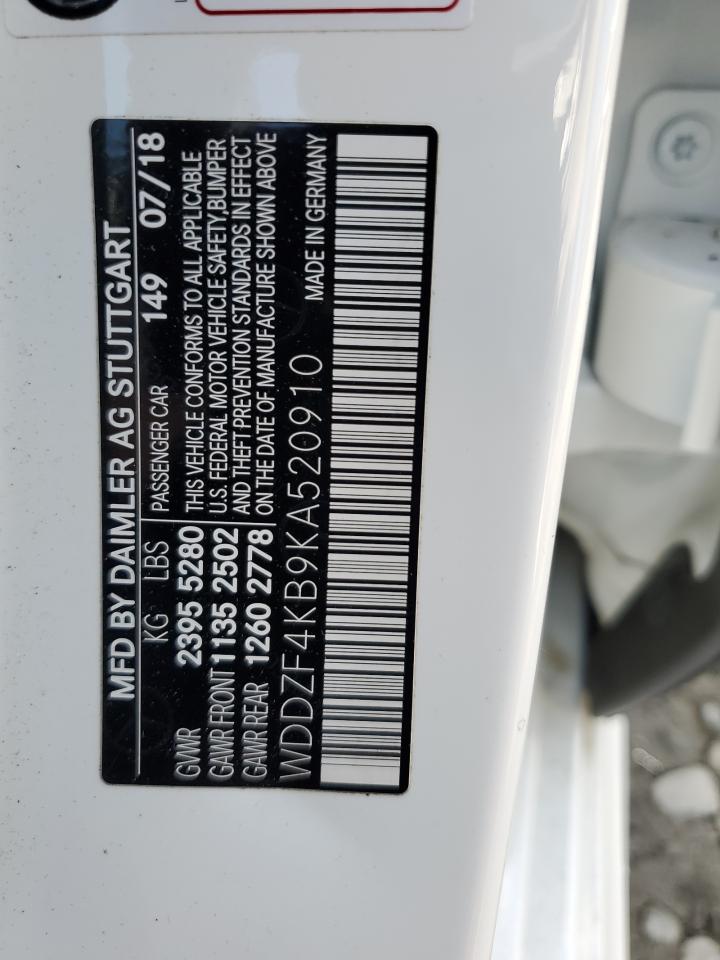 MFD BY DAIMLER AG STUTTGART
KG LBS PASSENGER CAR 149 07/18
GVWR 2395 5280 THIS VEHICLE CONFORMS TO ALL APPLICABLE
GAWR FRONT 1135 2502 U.S. FEDERAL MOTOR VEHICLE SAFETY,BUMPER
GAWR REAR 1260 2778 AND THEFT PREVENTION STANDARDS IN EFFECT
ON THE DATE OF MANUFACTURE SHOWN ABOVE
WDDZF4KB9KA520910 MADE IN GERMANY